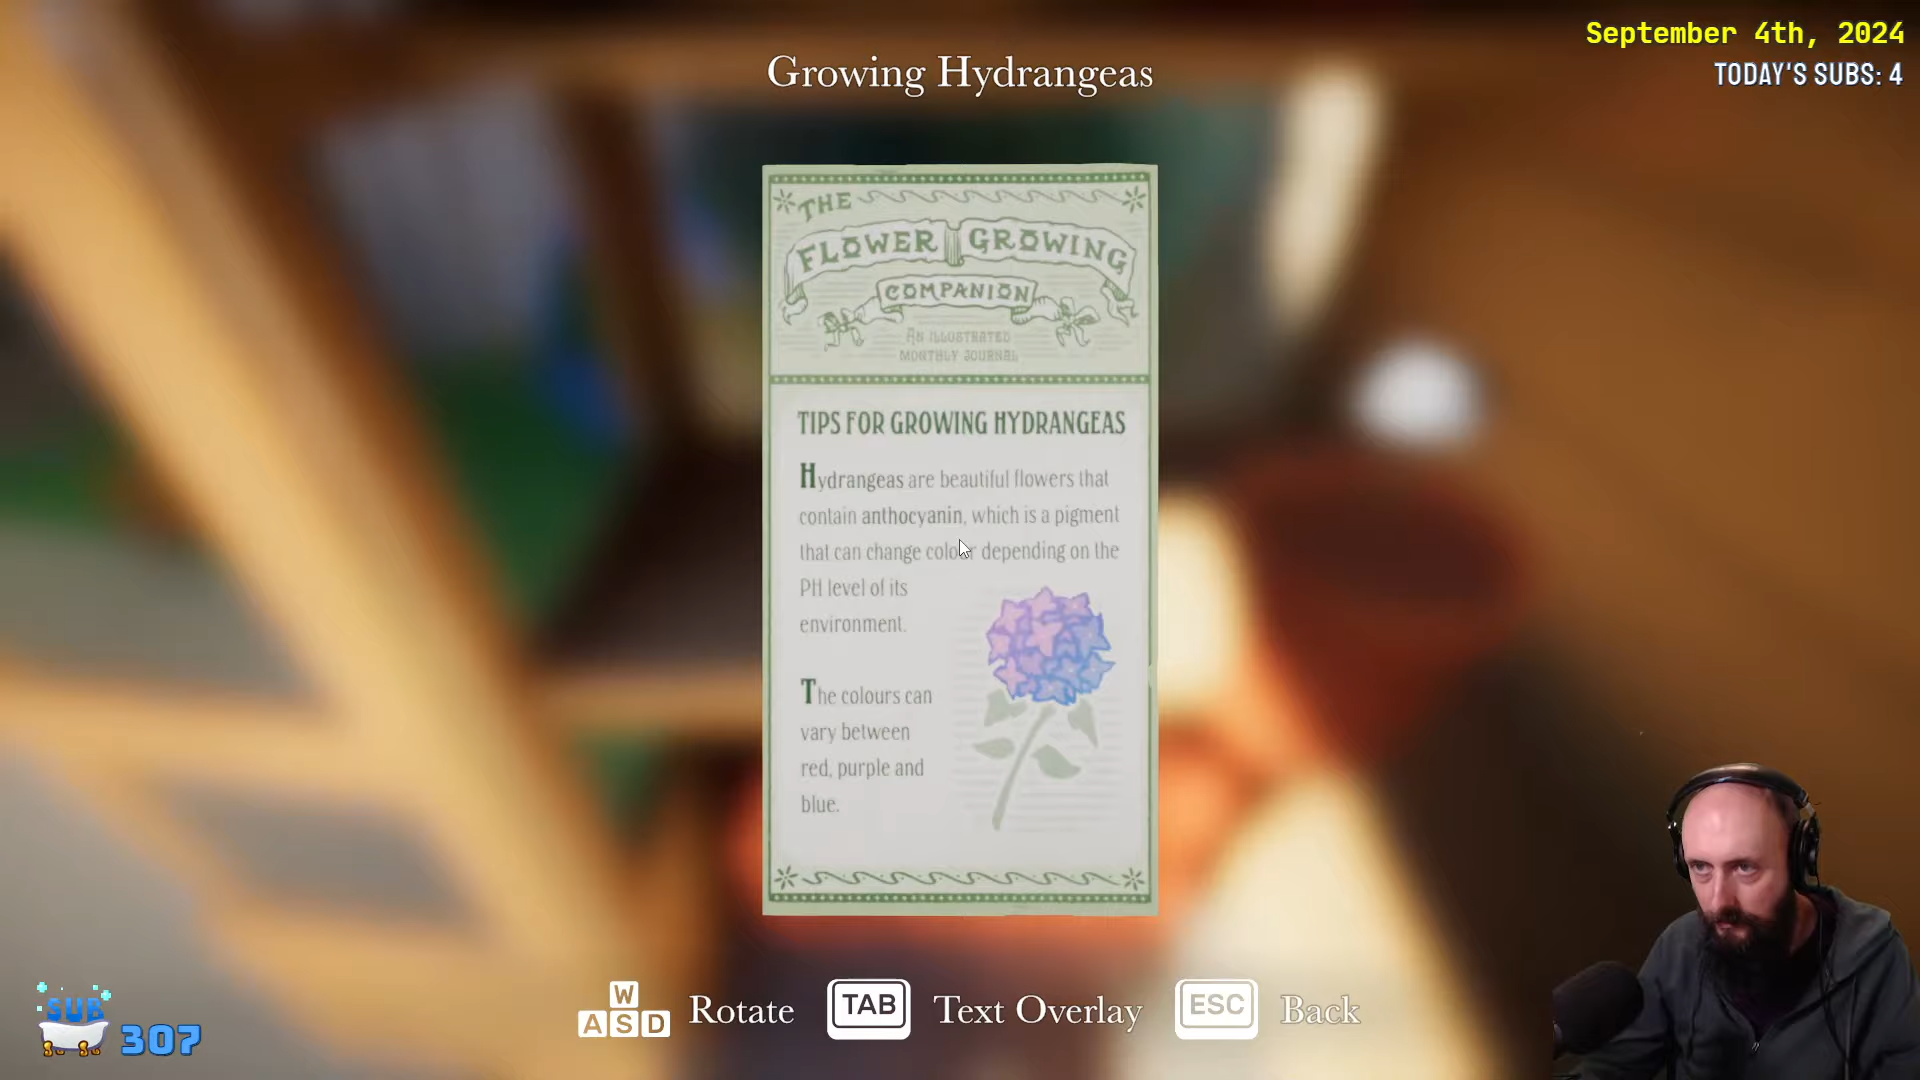 September 4th, 2024
TODAY'S SUBS: 4
Growing Hydrangeas
THE
FLOWER GROWING
COMPANION
AN ILLUSTRATED
MONTHLY JOURNAL
TIPS FOR GROWING HYDRANGEAS
Hydrangeas are beautiful flowers that
contain anthocyanin, which is a pigment
that can change colour depending on the
PH level of its
environment.
The colours can
vary between
red, purple and
blue.
W
A S D Rotate TAB Text Overlay ESC Back
SUB 307